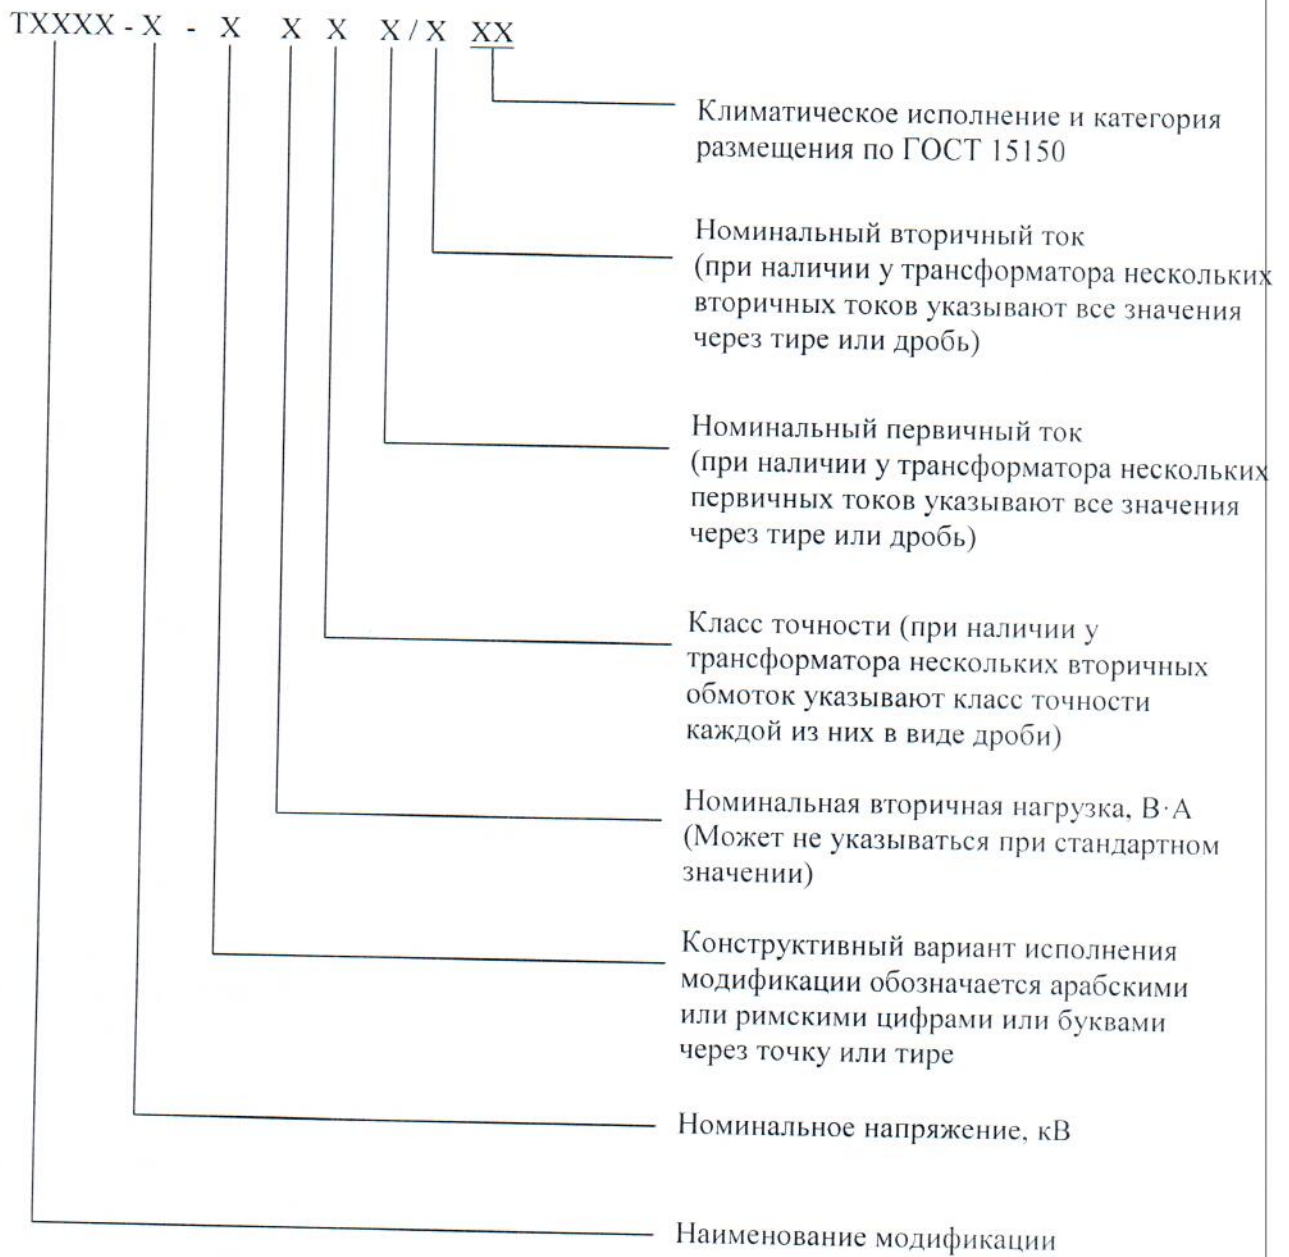 ТХХХХ - Х - Х Х Х Х / Х ХХ
Климатическое исполнение и категория
размещения по ГОСТ 15150
Номинальный вторичный ток
(при наличии у трансформатора нескольких
вторичных токов указывают все значения
через тире или дробь)
Номинальный первичный ток
(при наличии у трансформатора нескольких
первичных токов указывают все значения
через тире или дробь)
Класс точности (при наличии у
трансформатора нескольких вторичных
обмоток указывают класс точности
каждой из них в виде дроби)
Номинальная вторичная нагрузка, В·А
(Может не указываться при стандартном
значении)
Конструктивный вариант исполнения
модификации обозначается арабскими
или римскими цифрами или буквами
через точку или тире
Номинальное напряжение, кВ
Наименование модификации